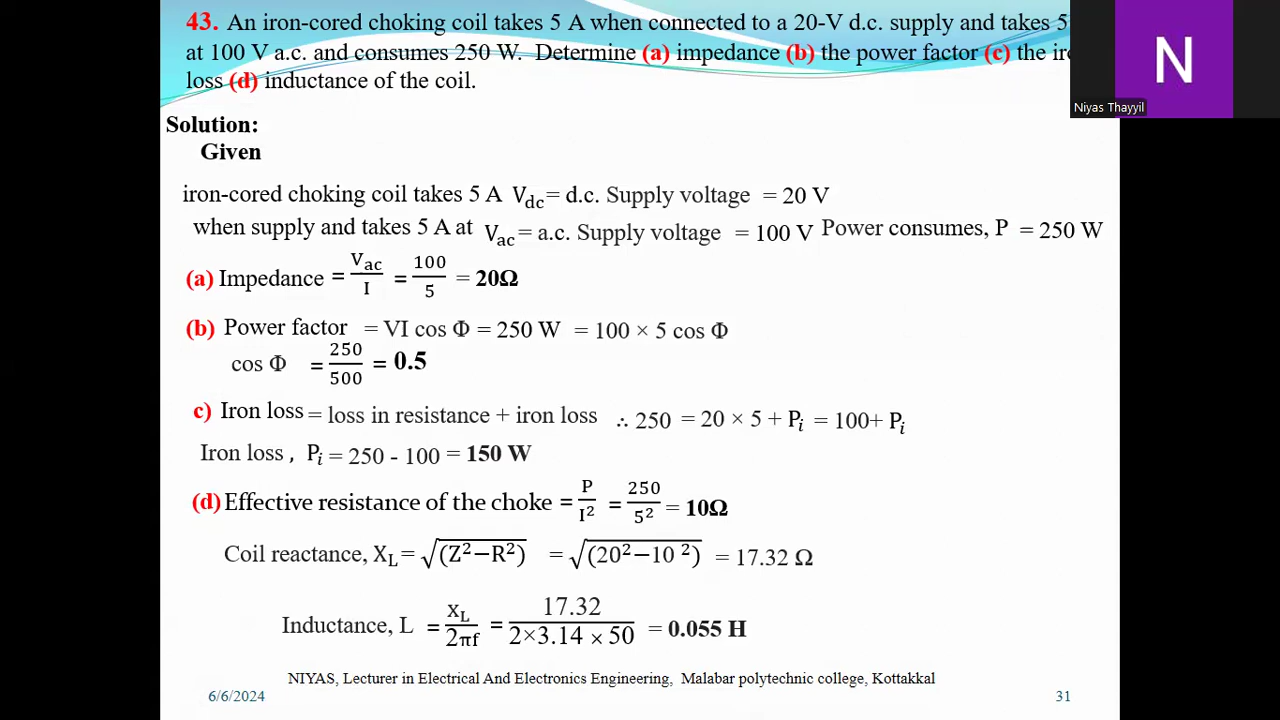 43. An iron-cored choking coil takes 5 A when connected to a 20-V d.c. supply and takes 5
at 100 V a.c. and consumes 250 W. Determine (a) impedance (b) the power factor (c) the
loss (d) inductance of the coil.
N
Niyas Thayyil
Solution:
Given
iron-cored choking coil takes 5 A V_dc = d.c. Supply voltage = 20 V
when supply and takes 5 A at V_ac = a.c. Supply voltage = 100 V Power consumes, P = 250 W
(a) Impedance = V_ac/I = 100/5 = 20Ω
(b) Power factor = VI cos Φ = 250 W = 100 × 5 cos Φ
cos Φ = 250/500 = 0.5
c) Iron loss = loss in resistance + iron loss ∴ 250 = 20 × 5 + P_i = 100+ P_i
Iron loss , P_i = 250 - 100 = 150 W
(d) Effective resistance of the choke = P/I² = 250/5² = 10Ω
Coil reactance, X_L = √(Z²−R²) = √(20²−10 ²) = 17.32 Ω
Inductance, L = X_L/2πf = 17.32/2×3.14 × 50 = 0.055 H
NIYAS, Lecturer in Electrical And Electronics Engineering, Malabar polytechnic college, Kottakkal
6/6/2024
31